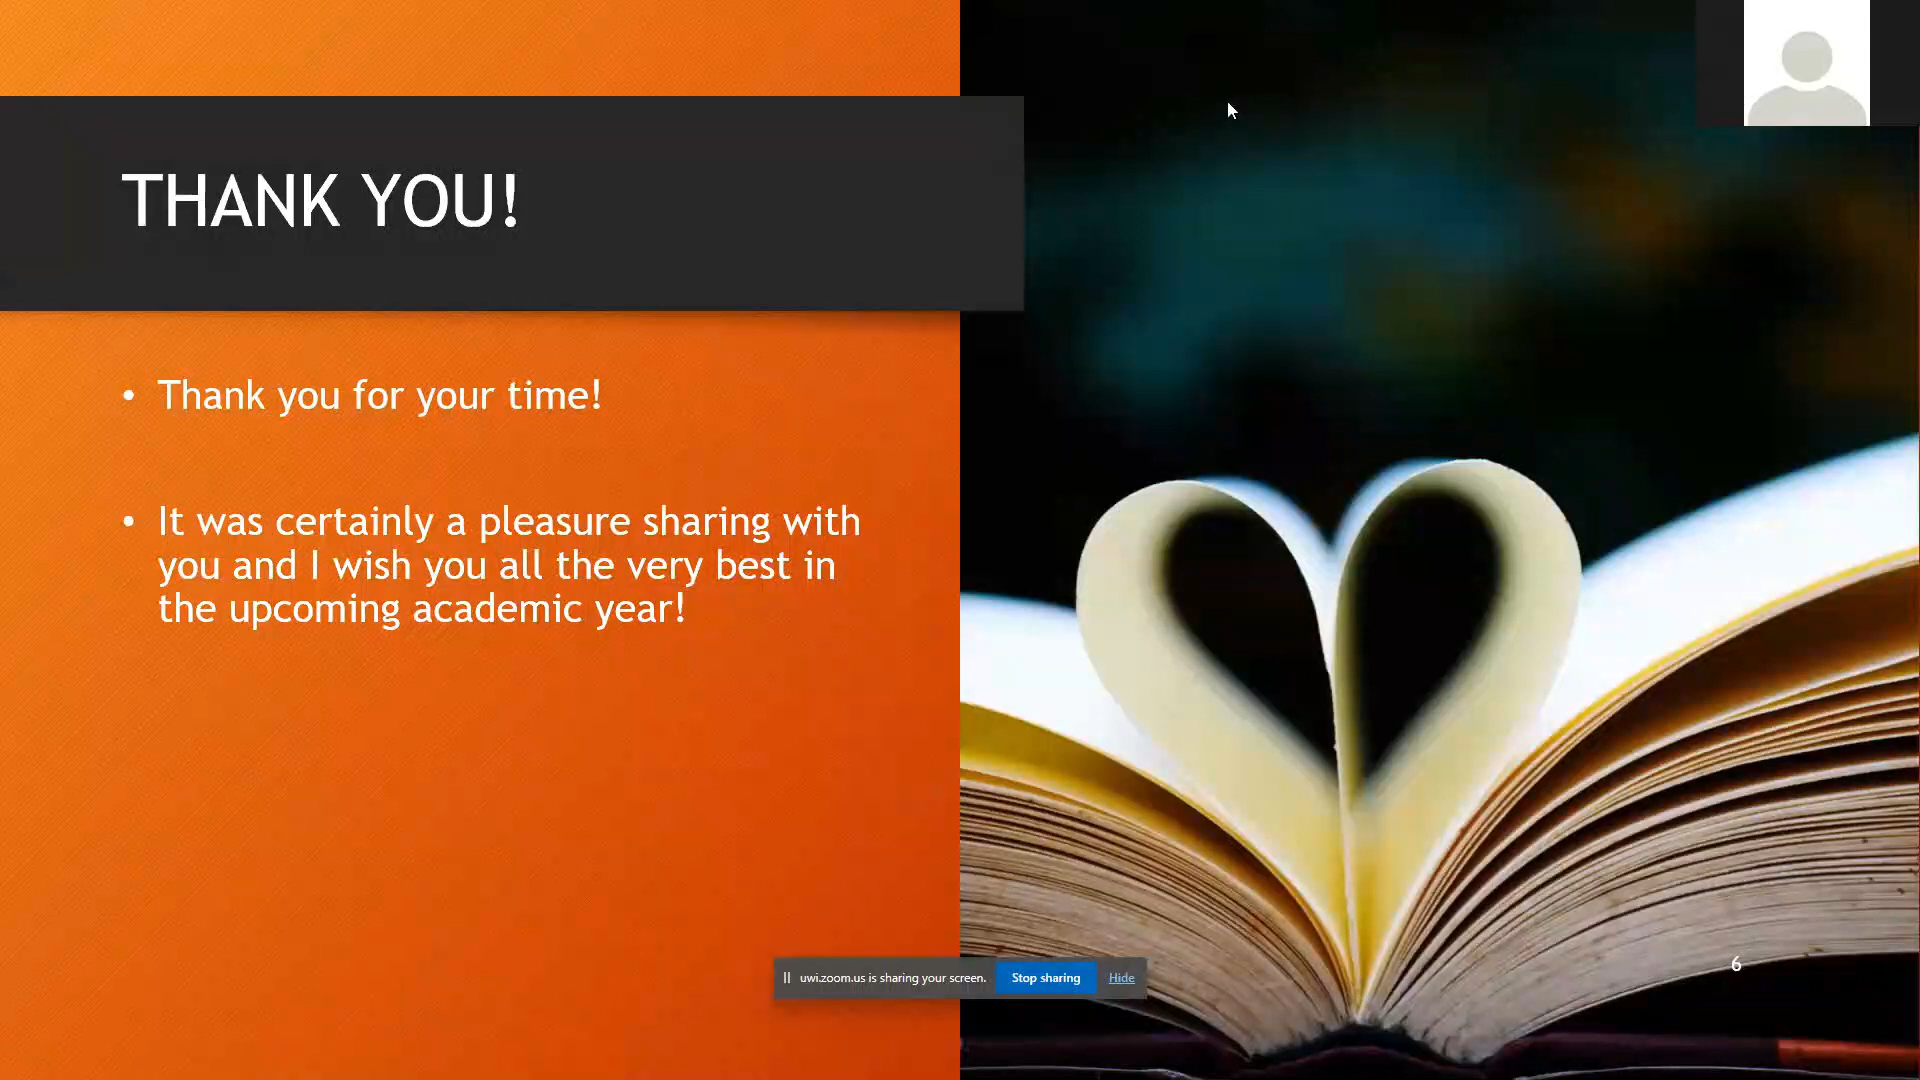 THANK YOU!
• Thank you for your time!
• It was certainly a pleasure sharing with
you and I wish you all the very best in
the upcoming academic year!
uwi.zoom.us is sharing your screen. Stop sharing Hide
6